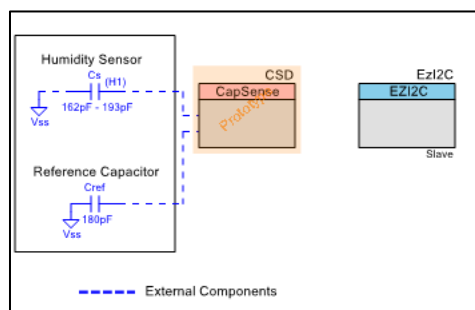 Humidity Sensor
Cs
(H1)
162pF - 193pF
Vss
Reference Capacitor
Cref
180pF
Vss
CSD
CapSense
Prototype
EzI2C
EZI2C
Slave
External Components